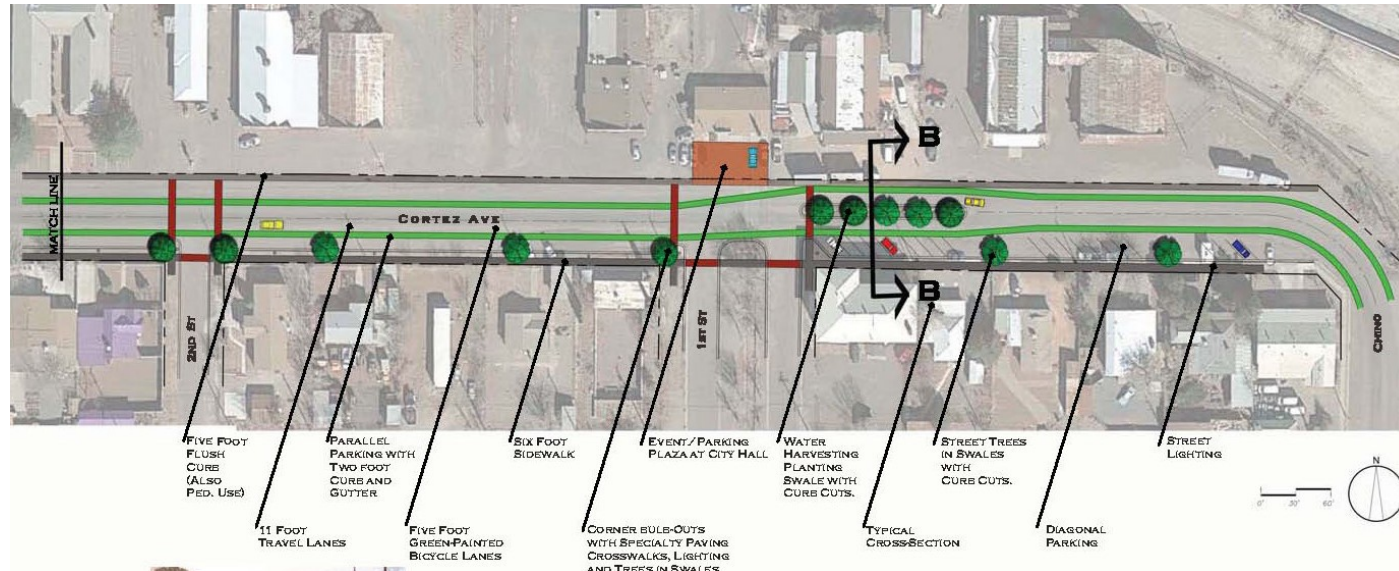 B
MATCH LINE
CORTEZ AVE
B
2ND ST
1ST ST
CHINO
FIVE FOOT
FLUSH
CURB
(ALSO
PED. USE)
PARALLEL
PARKING WITH
TWO FOOT
CURB AND
GUTTER
SIX FOOT
SIDEWALK
EVENT/PARKING
PLAZA AT CITY HALL
WATER
HARVESTING
PLANTING
SWALE WITH
CURB CUTS.
STREET TREES
IN SWALES
WITH
CURB CUTS.
STREET
LIGHTING
N
0' 30' 60'
11 FOOT
TRAVEL LANES
FIVE FOOT
GREEN-PAINTED
BICYCLE LANES
CORNER BULB-OUTS
WITH SPECIALTY PAVING
CROSSWALKS, LIGHTING
AND TREES IN SWALES
TYPICAL
CROSS-SECTION
DIAGONAL
PARKING